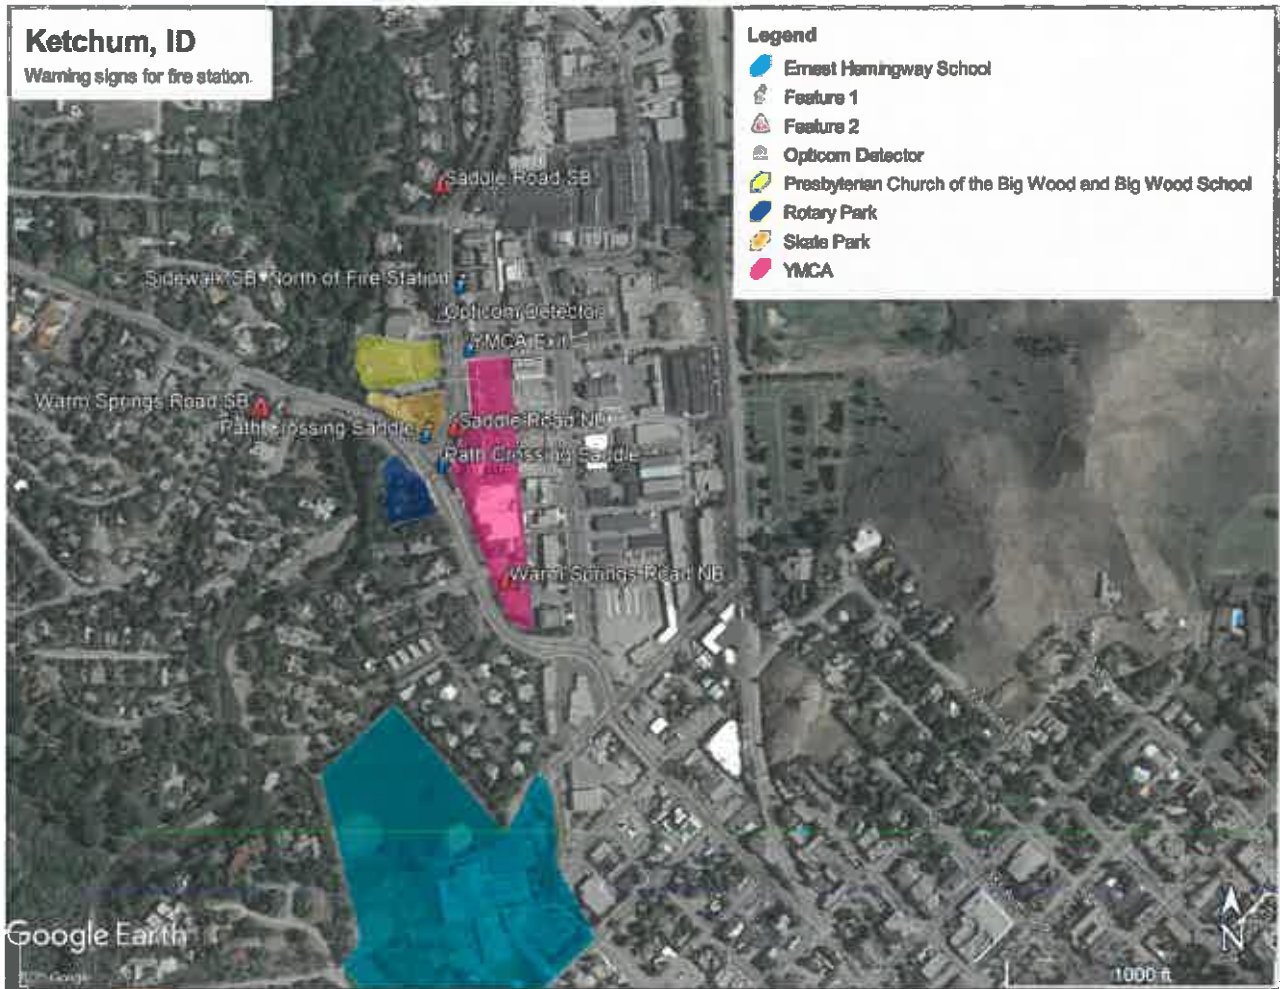 Ketchum, ID
Warning signs for fire station.
Legend
Ernest Hemingway School
Feature 1
Feature 2
Opticom Detector
Presbyterian Church of the Big Wood and Big Wood School
Rotary Park
Skate Park
YMCA
Saddle Road SB
Sidewalk SB North of Fire Station
Opticom Detector
YMCA Exit
Warm Springs Road SB
Path Crossing Saddle
Saddle Road NB
Path Crossing Saddle
Warm Springs Road NB
Google Earth
Google
N
1000 ft